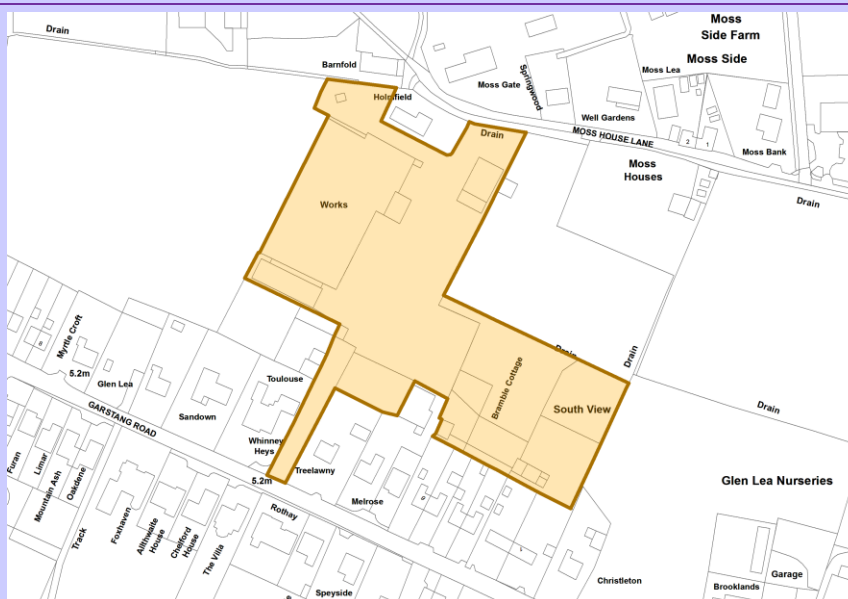 Drain
Moss
Side Farm
Moss Side
Barnfold
Moss Gate
Springwood
Moss Lea
Well Gardens
Drain
MOSS HOUSE LANE
2
1
Moss Bank
Moss
Houses
Drain
Works
Myrtle Croft
8
5.2m
Glen Lea
Toulouse
Sandown
GARSTANG ROAD
Whinney
Heys
5.2m
Treelawny
Melrose
Rothay
Bramble Cottage
South View
Drain
Drain
Glen Lea Nurseries
Furan
Limar
Mountain Ash
Oakdene
Track
Foxhaven
Allthwaite
House
Chelford
House
The Villa
Speyside
Christleton
Garage
Brooklands